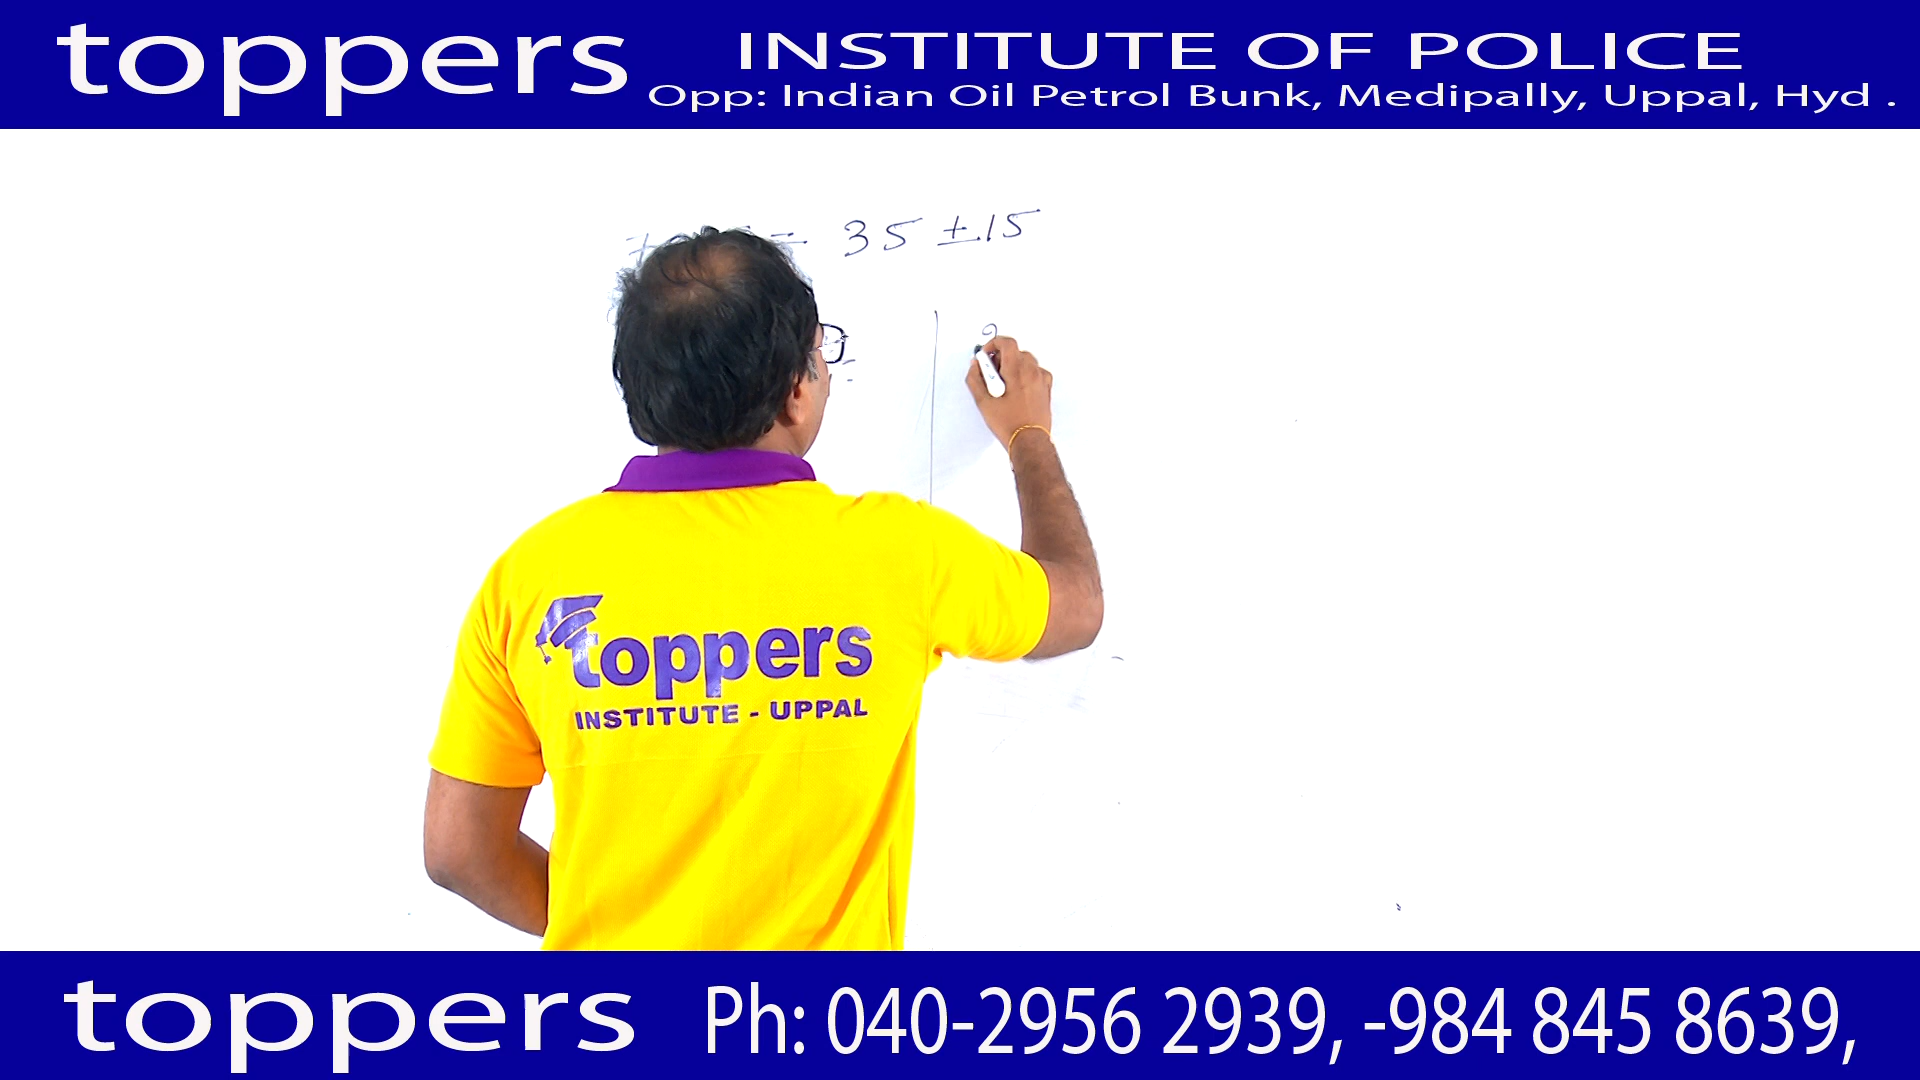 toppers
INSTITUTE OF POLICE
Opp: Indian Oil Petrol Bunk, Medipally, Uppal, Hyd .
= 35 ± 15
toppers
INSTITUTE - UPPAL
toppers
Ph: 040-2956 2939, -984 845 8639,